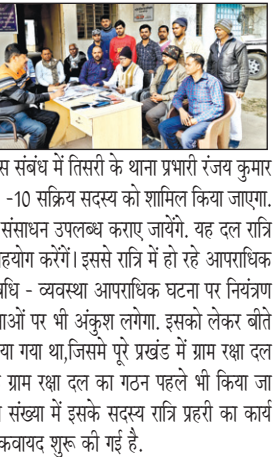 स संबंध में तिसरी के थाना प्रभारी रंजय कुमार
-10 सक्रिय सदस्य को शामिल किया जाएगा.
संसाधन उपलब्ध कराए जायेंगे. यह दल रात्रि
हयोग करेंगें। इससे रात्रि में हो रहे आपराधिक
धि - व्यवस्था आपराधिक घटना पर नियंत्रण
ाओं पर भी अंकुश लगेगा. इसको लेकर बीते
या गया था,जिसमे पूरे प्रखंड में ग्राम रक्षा दल
ग्राम रक्षा दल का गठन पहले भी किया जा
संख्या में इसके सदस्य रात्रि प्रहरी का कार्य
कवायद शुरू की गई है.